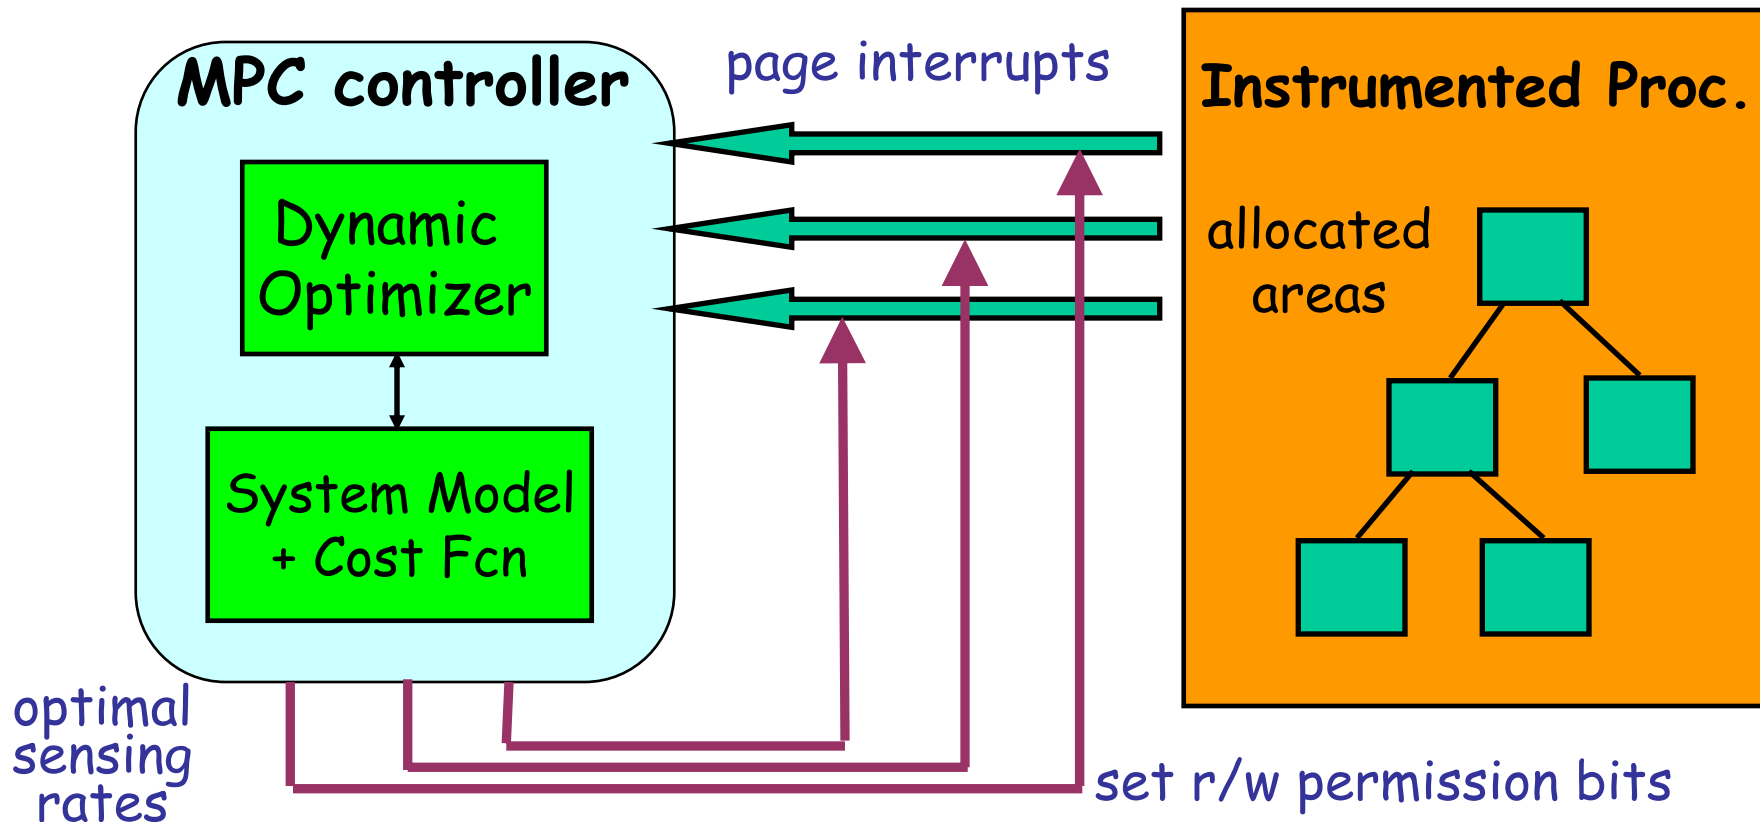 MPC controller
page interrupts
Instrumented Proc.
Dynamic
Optimizer
allocated
areas
System Model
+ Cost Fcn
optimal
sensing
rates
set r/w permission bits